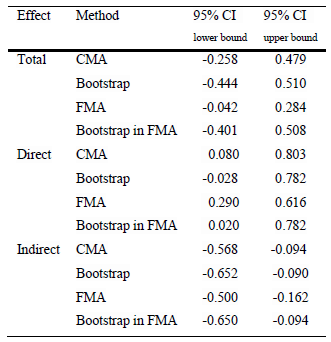 Effect Method 95% CI 95% CI
lower bound upper bound
Total CMA -0.258 0.479
Bootstrap -0.444 0.510
FMA -0.042 0.284
Bootstrap in FMA -0.401 0.508
Direct CMA 0.080 0.803
Bootstrap -0.028 0.782
FMA 0.290 0.616
Bootstrap in FMA 0.020 0.782
Indirect CMA -0.568 -0.094
Bootstrap -0.652 -0.090
FMA -0.500 -0.162
Bootstrap in FMA -0.650 -0.094